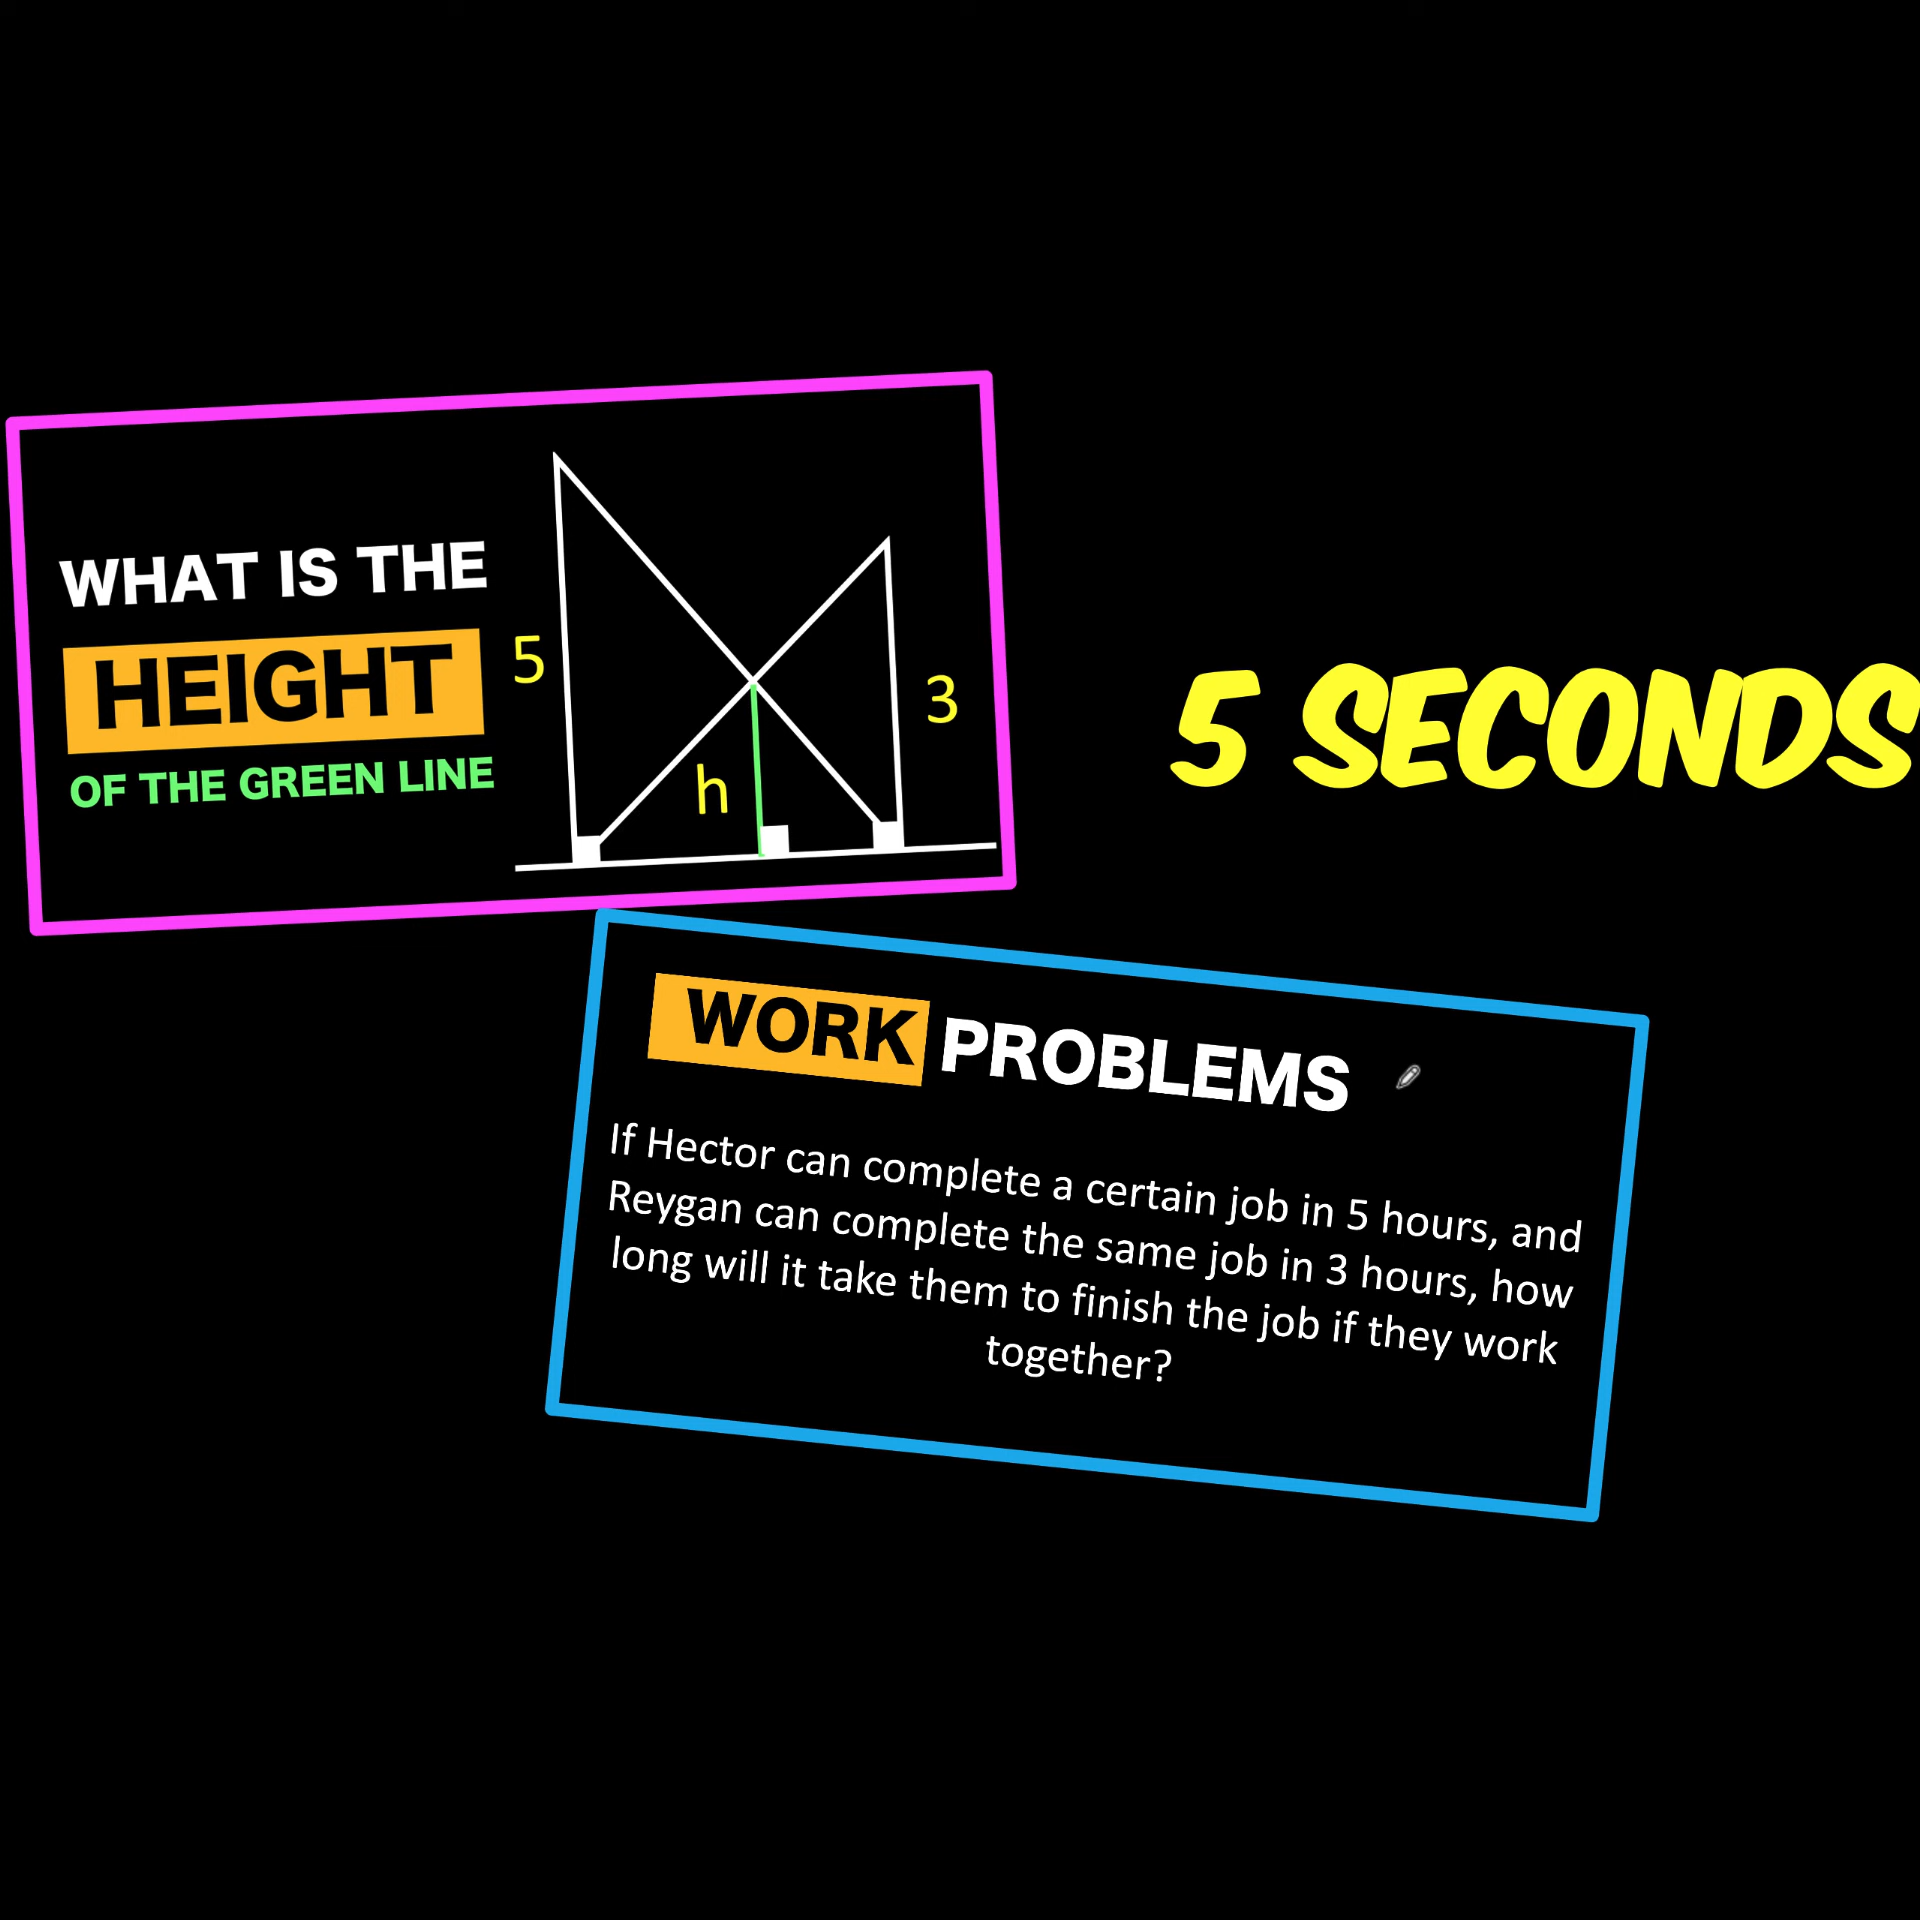 WHAT IS THE
HEIGHT
OF THE GREEN LINE
5
3
h
5 SECONDS
WORK PROBLEMS
If Hector can complete a certain job in 5 hours, and
Reygan can complete the same job in 3 hours, how
long will it take them to finish the job if they work
together?